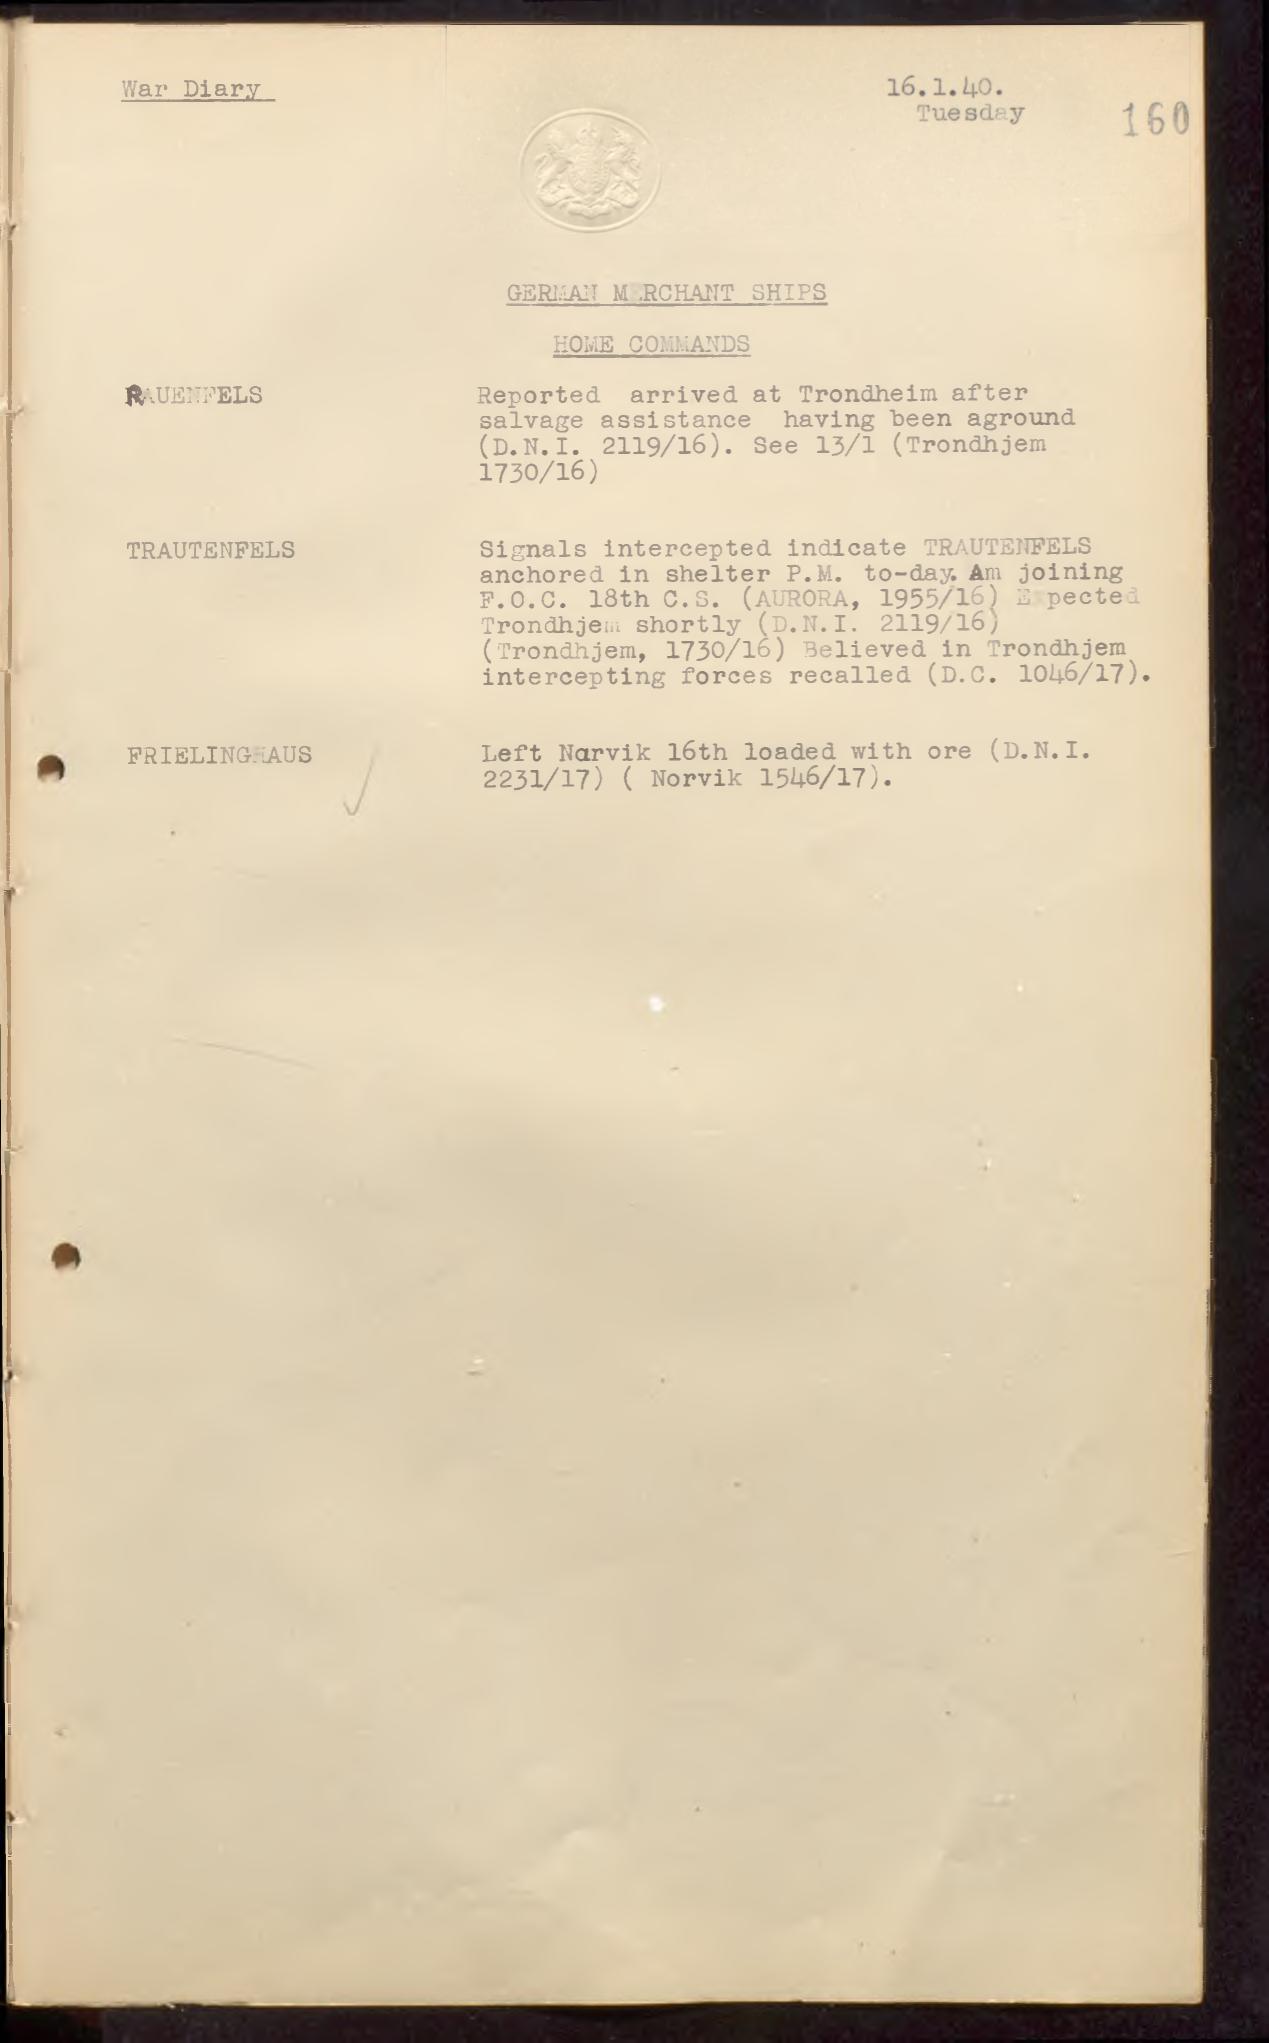 War Diary
16.1.40.
Tuesday
160
GERMAN MERCHANT SHIPS
HOME COMMANDS
RAUENFELS
Reported arrived at Trondheim after
salvage assistance having been aground
(D.N.I. 2119/16). See 13/1 (Trondhjem
1730/16)
TRAUTENFELS
Signals intercepted indicate TRAUTENFELS
anchored in shelter P.M. to-day. Am joining
F.O.C. 18th C.S. (AURORA, 1955/16) Expected
Trondhjem shortly (D.N.I. 2119/16)
(Trondhjem, 1730/16) Believed in Trondhjem
intercepting forces recalled (D.C. 1046/17).
FRIELINGHAUS
Left Narvik 16th loaded with ore (D.N.I.
2231/17) ( Norvik 1546/17).